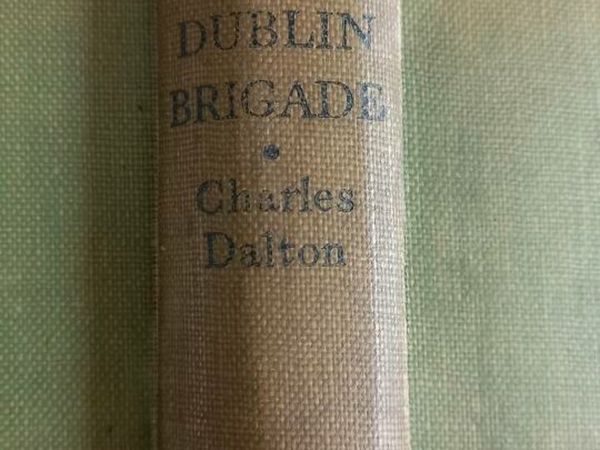 DUBLIN
BRIGADE
•
Charles
Dalton